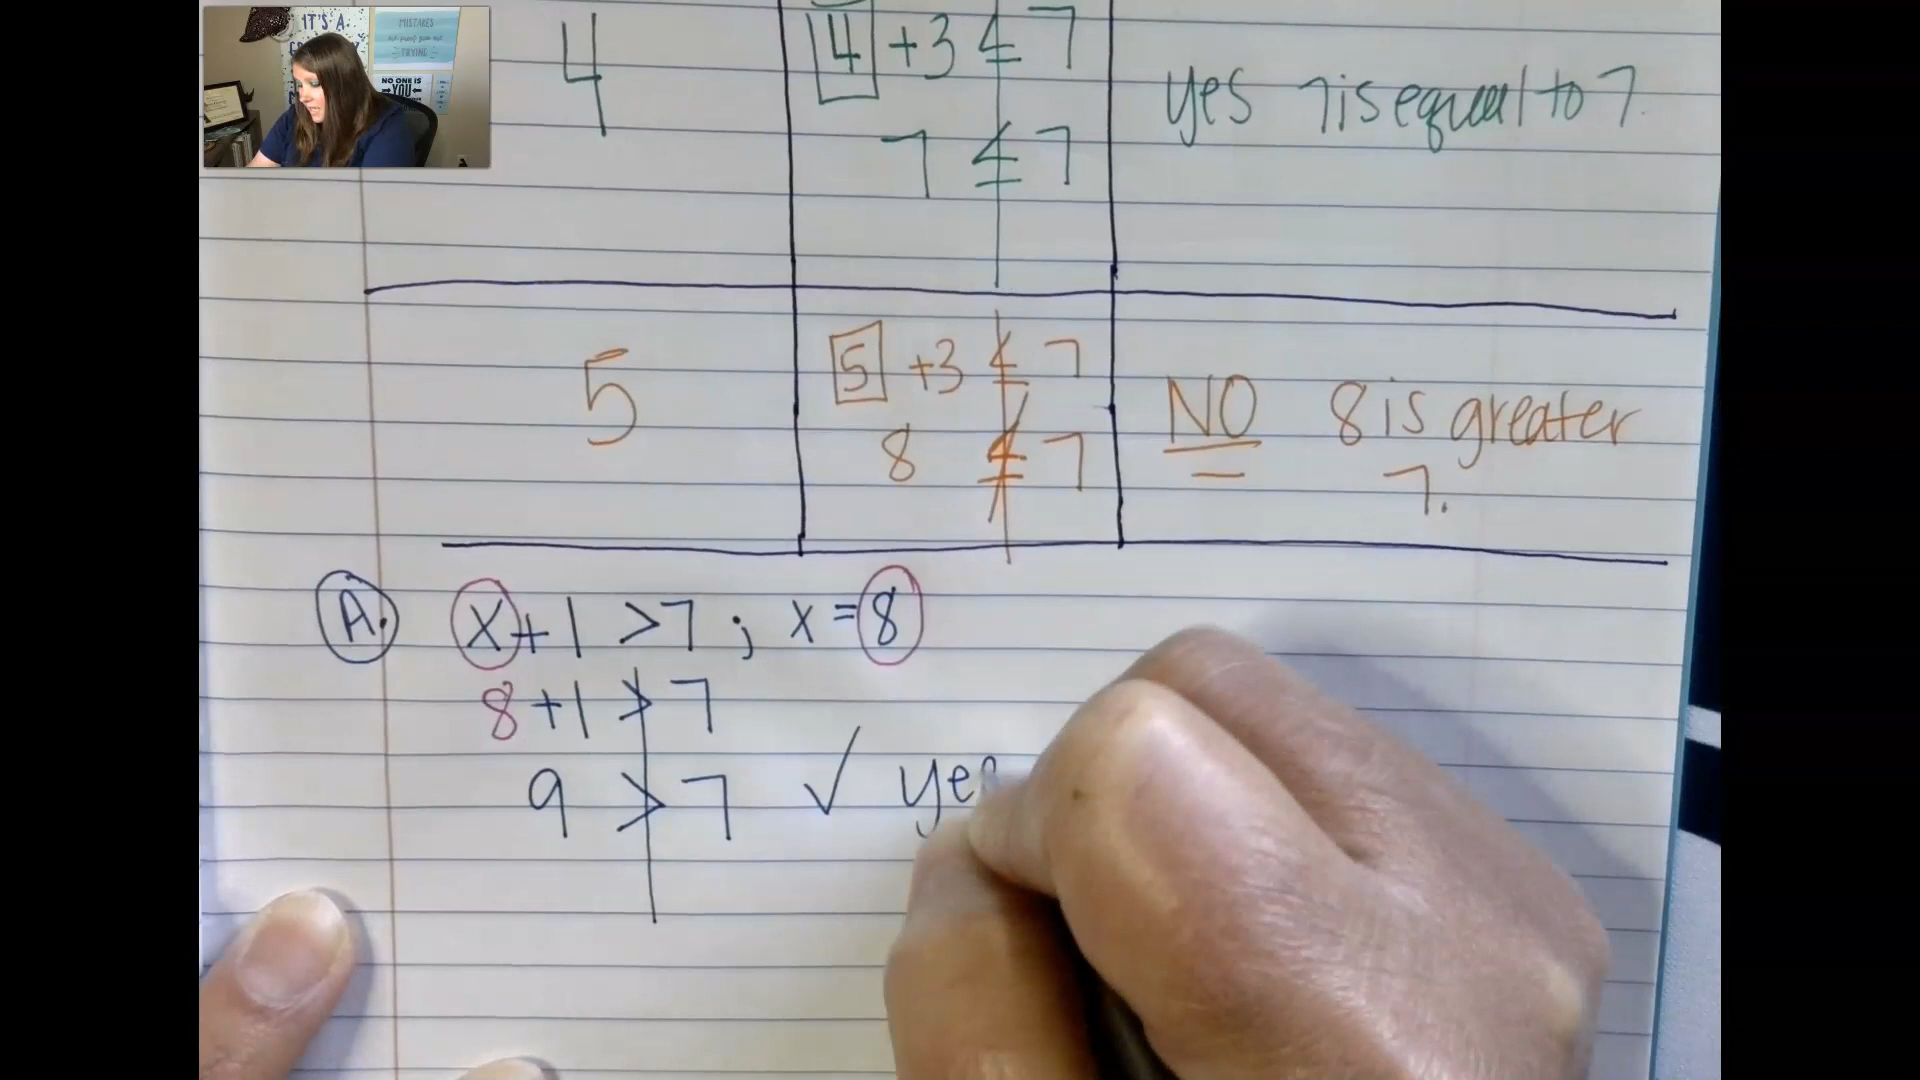 IT'S A
MISTAKES
TRYING
NO ONE IS
YOU
4
4 +3 ≤ 7
7 ≤ 7
yes 7 is equal to 7.
5
5 +3 ≤ 7
8 ≰ 7
NO 8 is greater
7.
A. x+1 >7 ; x = 8
8+1 > 7
9 > 7 ✓ yes